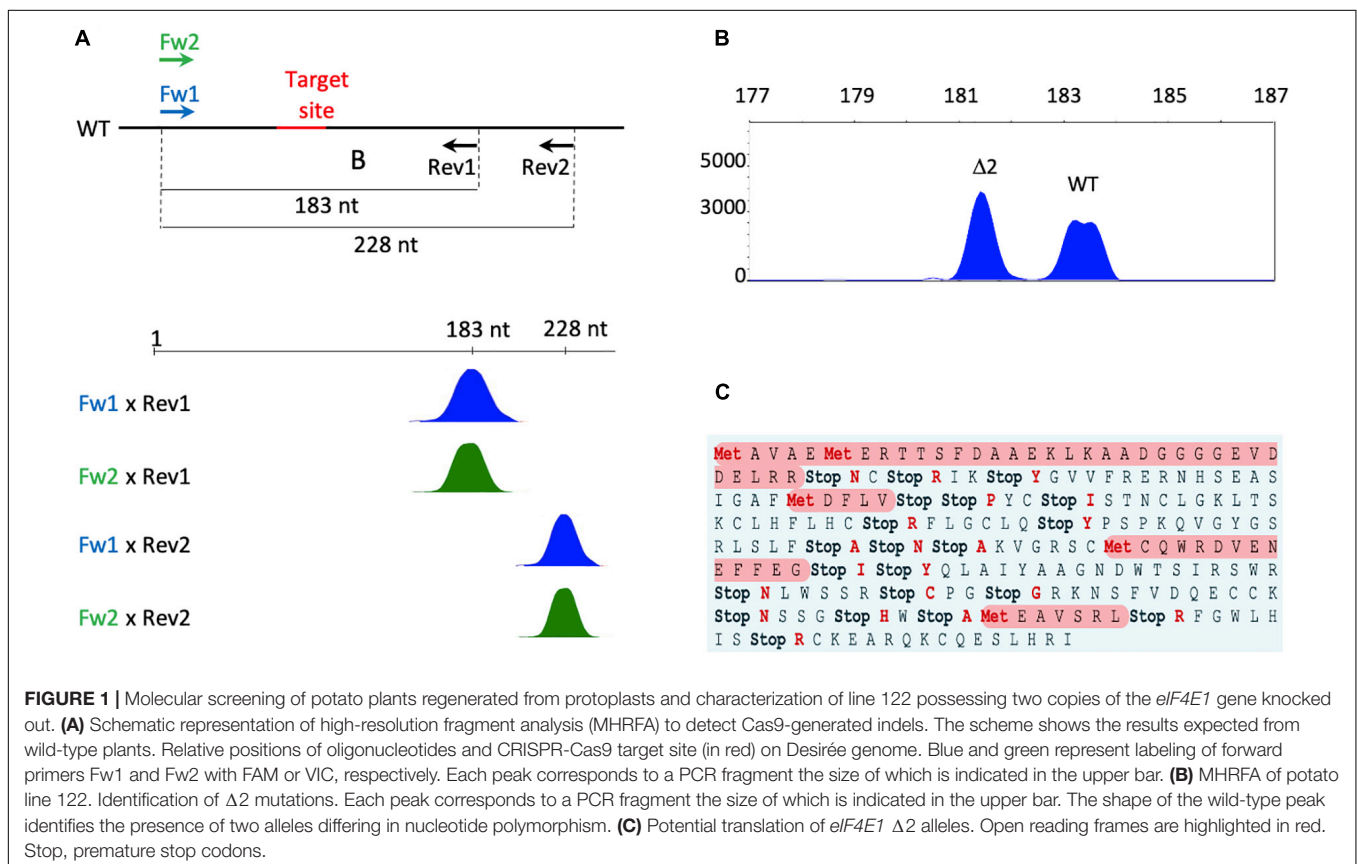 A
Fw2
Fw1
Target
site
WT
B
Rev1
Rev2
183 nt
228 nt
1
183 nt
228 nt
Fw1 x Rev1
Fw2 x Rev1
Fw1 x Rev2
Fw2 x Rev2
B
177 179 181 183 185 187
5000
3000
0
Δ2
WT
C
Met A V A E Met E R T T S F D A A E K L K A A D G G G G E V D
D E L R R Stop N C Stop R I K Stop Y G V V F R E R N H S E A S
I G A F Met D F L V Stop Stop P Y C Stop I S T N C L G K L T S
K C L H F L H C Stop R F L G C L Q Stop Y P S P K Q V G Y G S
R L S L F Stop A Stop N Stop A K V G R S C Met C Q W R D V E N
E F F E G Stop I Stop Y Q L A I Y A A G N D W T S I R S W R
Stop N L W S S R Stop C P G Stop G R K N S F V D Q E C C K
Stop N S S G Stop H W Stop A Met E A V S R L Stop R F G W L H
I S Stop R C K E A R Q K C Q E S L H R I
FIGURE 1 | Molecular screening of potato plants regenerated from protoplasts and characterization of line 122 possessing two copies of the eIF4E1 gene knocked
out. (A) Schematic representation of high-resolution fragment analysis (MHRFA) to detect Cas9-generated indels. The scheme shows the results expected from
wild-type plants. Relative positions of oligonucleotides and CRISPR-Cas9 target site (in red) on Desirée genome. Blue and green represent labeling of forward
primers Fw1 and Fw2 with FAM or VIC, respectively. Each peak corresponds to a PCR fragment the size of which is indicated in the upper bar. (B) MHRFA of potato
line 122. Identification of Δ2 mutations. Each peak corresponds to a PCR fragment the size of which is indicated in the upper bar. The shape of the wild-type peak
identifies the presence of two alleles differing in nucleotide polymorphism. (C) Potential translation of eIF4E1 Δ2 alleles. Open reading frames are highlighted in red.
Stop, premature stop codons.